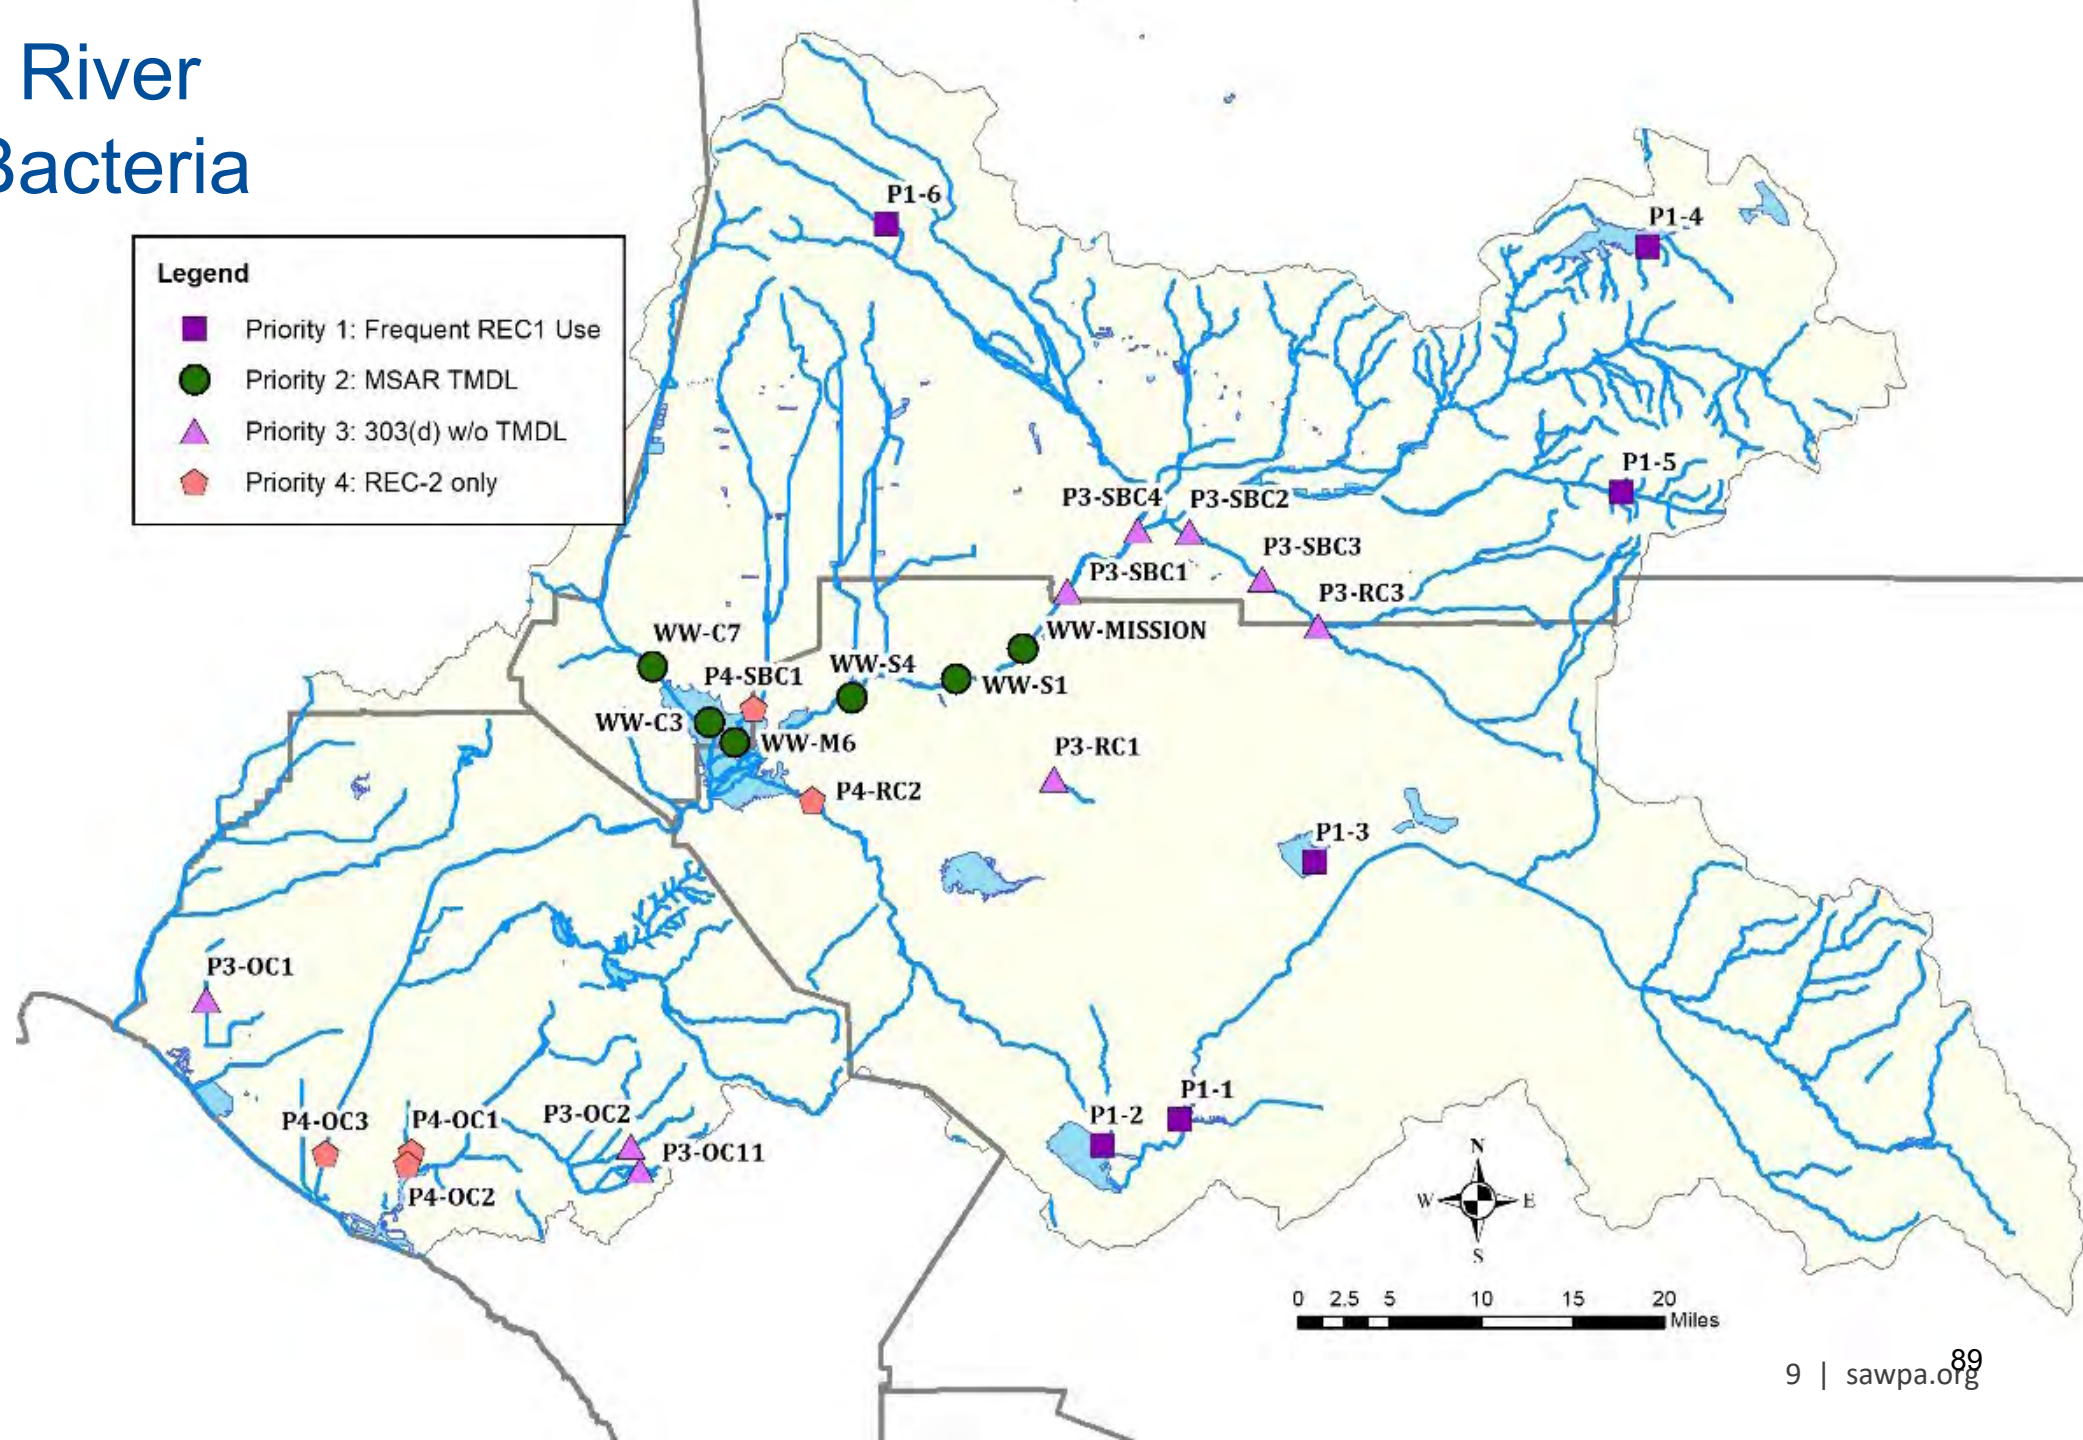 River
Bacteria
Legend
Priority 1: Frequent REC1 Use
Priority 2: MSAR TMDL
Priority 3: 303(d) w/o TMDL
Priority 4: REC-2 only
P1-6
P1-4
P1-5
P3-SBC4
P3-SBC2
P3-SBC3
P3-SBC1
P3-RC3
WW-MISSION
WW-C7
P4-SBC1
WW-S4
WW-S1
WW-C3
WW-M6
P3-RC1
P4-RC2
P1-3
P3-OC1
P1-1
P1-2
P4-OC3
P4-OC1
P3-OC2
P3-OC11
P4-OC2
N
W E
S
0 2.5 5 10 15 20
Miles
89
9 | sawpa.org